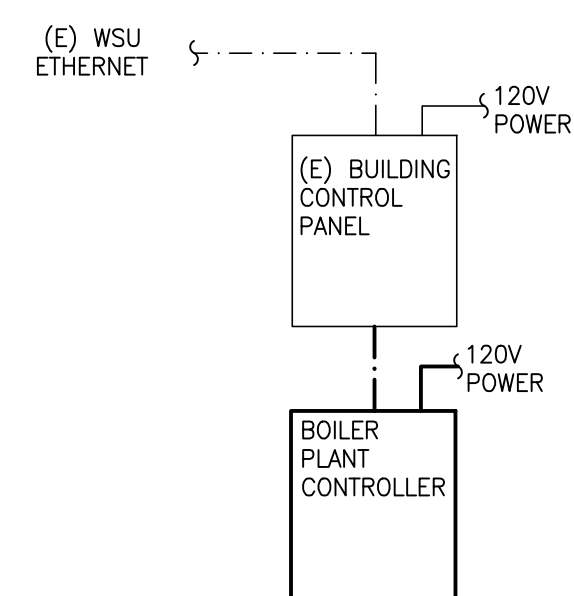 (E) WSU
ETHERNET
120V
POWER
(E) BUILDING
CONTROL
PANEL
120V
POWER
BOILER
PLANT
CONTROLLER